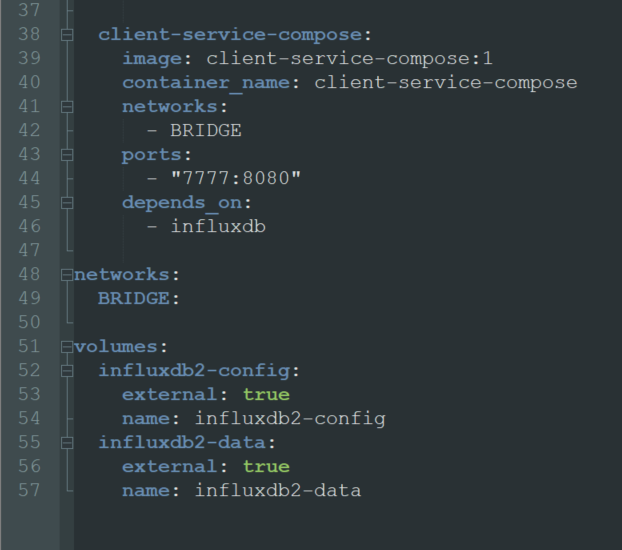 37
38 client-service-compose:
39 image: client-service-compose:1
40 container_name: client-service-compose
41 networks:
42 - BRIDGE
43 ports:
44 - "7777:8080"
45 depends_on:
46 - influxdb
47
48 networks:
49 BRIDGE:
50
51 volumes:
52 influxdb2-config:
53 external: true
54 name: influxdb2-config
55 influxdb2-data:
56 external: true
57 name: influxdb2-data